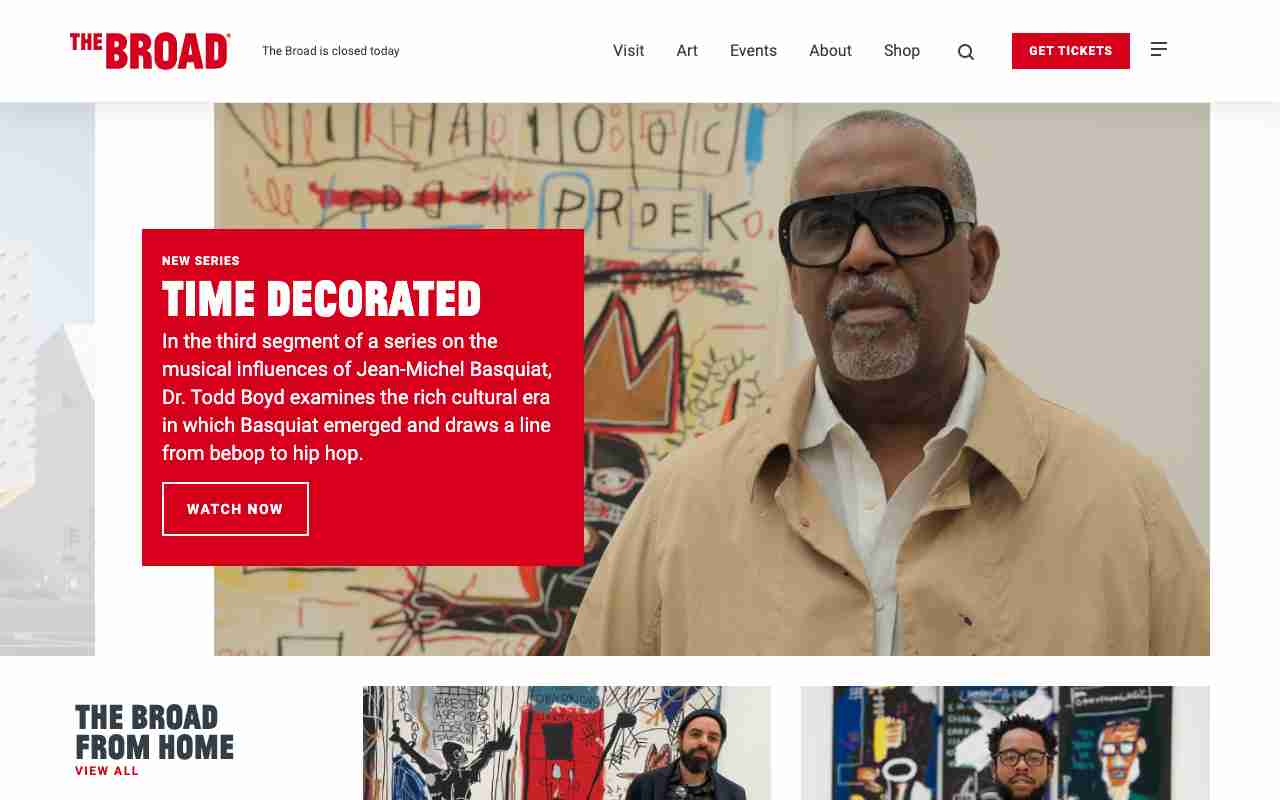 THE BROAD
The Broad is closed today
Visit
Art
Events
About
Shop
GET TICKETS
PRDEK
NEW SERIES
TIME DECORATED
In the third segment of a series on the
musical influences of Jean-Michel Basquiat,
Dr. Todd Boyd examines the rich cultural era
in which Basquiat emerged and draws a line
from bebop to hip hop.
WATCH NOW
THE BROAD
FROM HOME
VIEW ALL